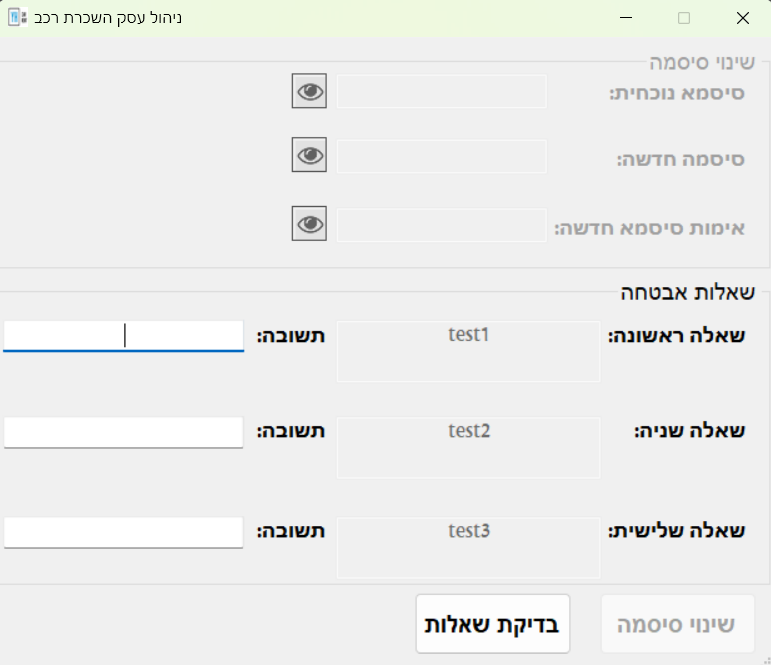 ניהול עסק השכרת רכב
שינוי סיסמה
סיסמא נוכחית:
סיסמה חדשה:
אימות סיסמא חדשה:
שאלות אבטחה
שאלה ראשונה: test1 תשובה:
שאלה שניה: test2 תשובה:
שאלה שלישית: test3 תשובה:
שינוי סיסמה בדיקת שאלות